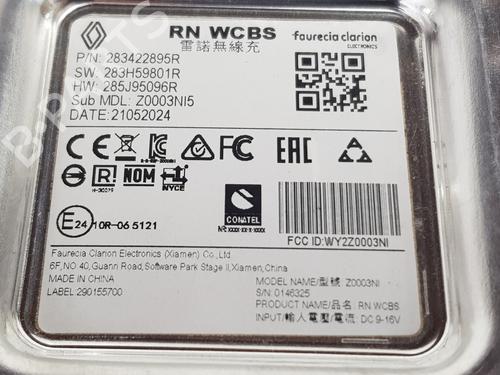 RN WCBS
雷諾無線充
faurecia clarion
ELECTRONICS
P/N: 283422895R
SW: 283H59801R
HW: 285J95096R
Sub MDL: Z0003NI5
DATE: 21052024
CE FCC EAC
NOM NYCE
CONATEL
E24 10R-06 5121
FCC ID: WY2Z0003NI
Faurecia Clarion Electronics (Xiamen) Co., Ltd
6F, NO.40, Guanri Road, Software Park Stage II, Xiamen, China
MADE IN CHINA
LABEL: 290155700
MODEL NAME/型號: Z0003NI
S/N: 0146325
PRODUCT NAME/品名: RN WCBS
INPUT/輸入電壓/電流: DC 9-16V